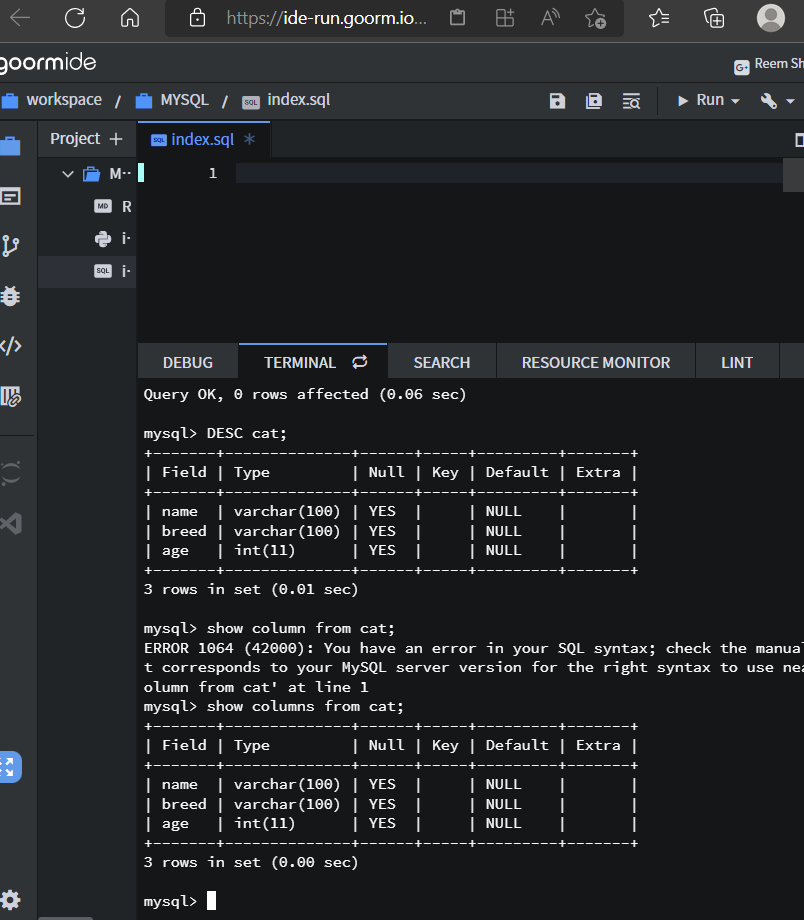 https://ide-run.goorm.io...
goormide
G+ Reem Sh
workspace / MYSQL / SQL index.sql
Run
Project +
SQL index.sql *
M··
1
MD R
i·
SQL i·
DEBUG TERMINAL SEARCH RESOURCE MONITOR LINT
Query OK, 0 rows affected (0.06 sec)
mysql> DESC cat;
+-------+--------------+------+-----+---------+-------+
| Field | Type         | Null | Key | Default | Extra |
+-------+--------------+------+-----+---------+-------+
| name  | varchar(100) | YES  |     | NULL    |       |
| breed | varchar(100) | YES  |     | NULL    |       |
| age   | int(11)      | YES  |     | NULL    |       |
+-------+--------------+------+-----+---------+-------+
3 rows in set (0.01 sec)
mysql> show column from cat;
ERROR 1064 (42000): You have an error in your SQL syntax; check the manua
t corresponds to your MySQL server version for the right syntax to use nea
olumn from cat' at line 1
mysql> show columns from cat;
+-------+--------------+------+-----+---------+-------+
| Field | Type         | Null | Key | Default | Extra |
+-------+--------------+------+-----+---------+-------+
| name  | varchar(100) | YES  |     | NULL    |       |
| breed | varchar(100) | YES  |     | NULL    |       |
| age   | int(11)      | YES  |     | NULL    |       |
+-------+--------------+------+-----+---------+-------+
3 rows in set (0.00 sec)
mysql>